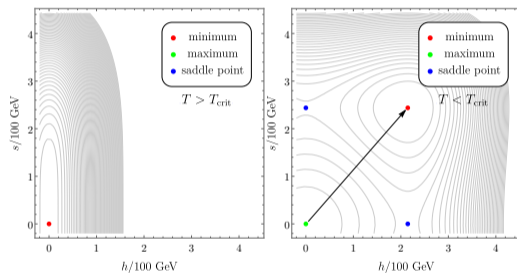 minimum
maximum
saddle point
T > T_crit
s/100 GeV
4
3
2
1
0
0 1 2 3 4
h/100 GeV
minimum
maximum
saddle point
T < T_crit
s/100 GeV
4
3
2
1
0
0 1 2 3 4
h/100 GeV